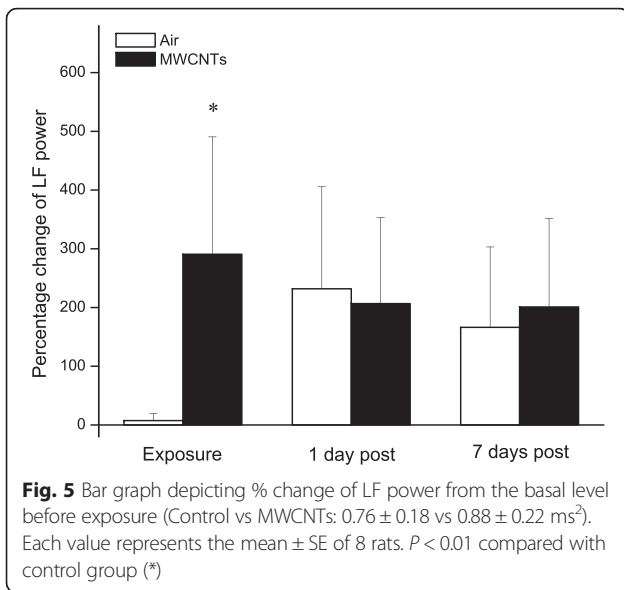 Air
MWCNTs
600
500
400
300
200
100
0
Percentage change of LF power
*
Exposure
1 day post
7 days post
Fig. 5 Bar graph depicting % change of LF power from the basal level
before exposure (Control vs MWCNTs: 0.76 ± 0.18 vs 0.88 ± 0.22 ms²).
Each value represents the mean ± SE of 8 rats. P < 0.01 compared with
control group (*)